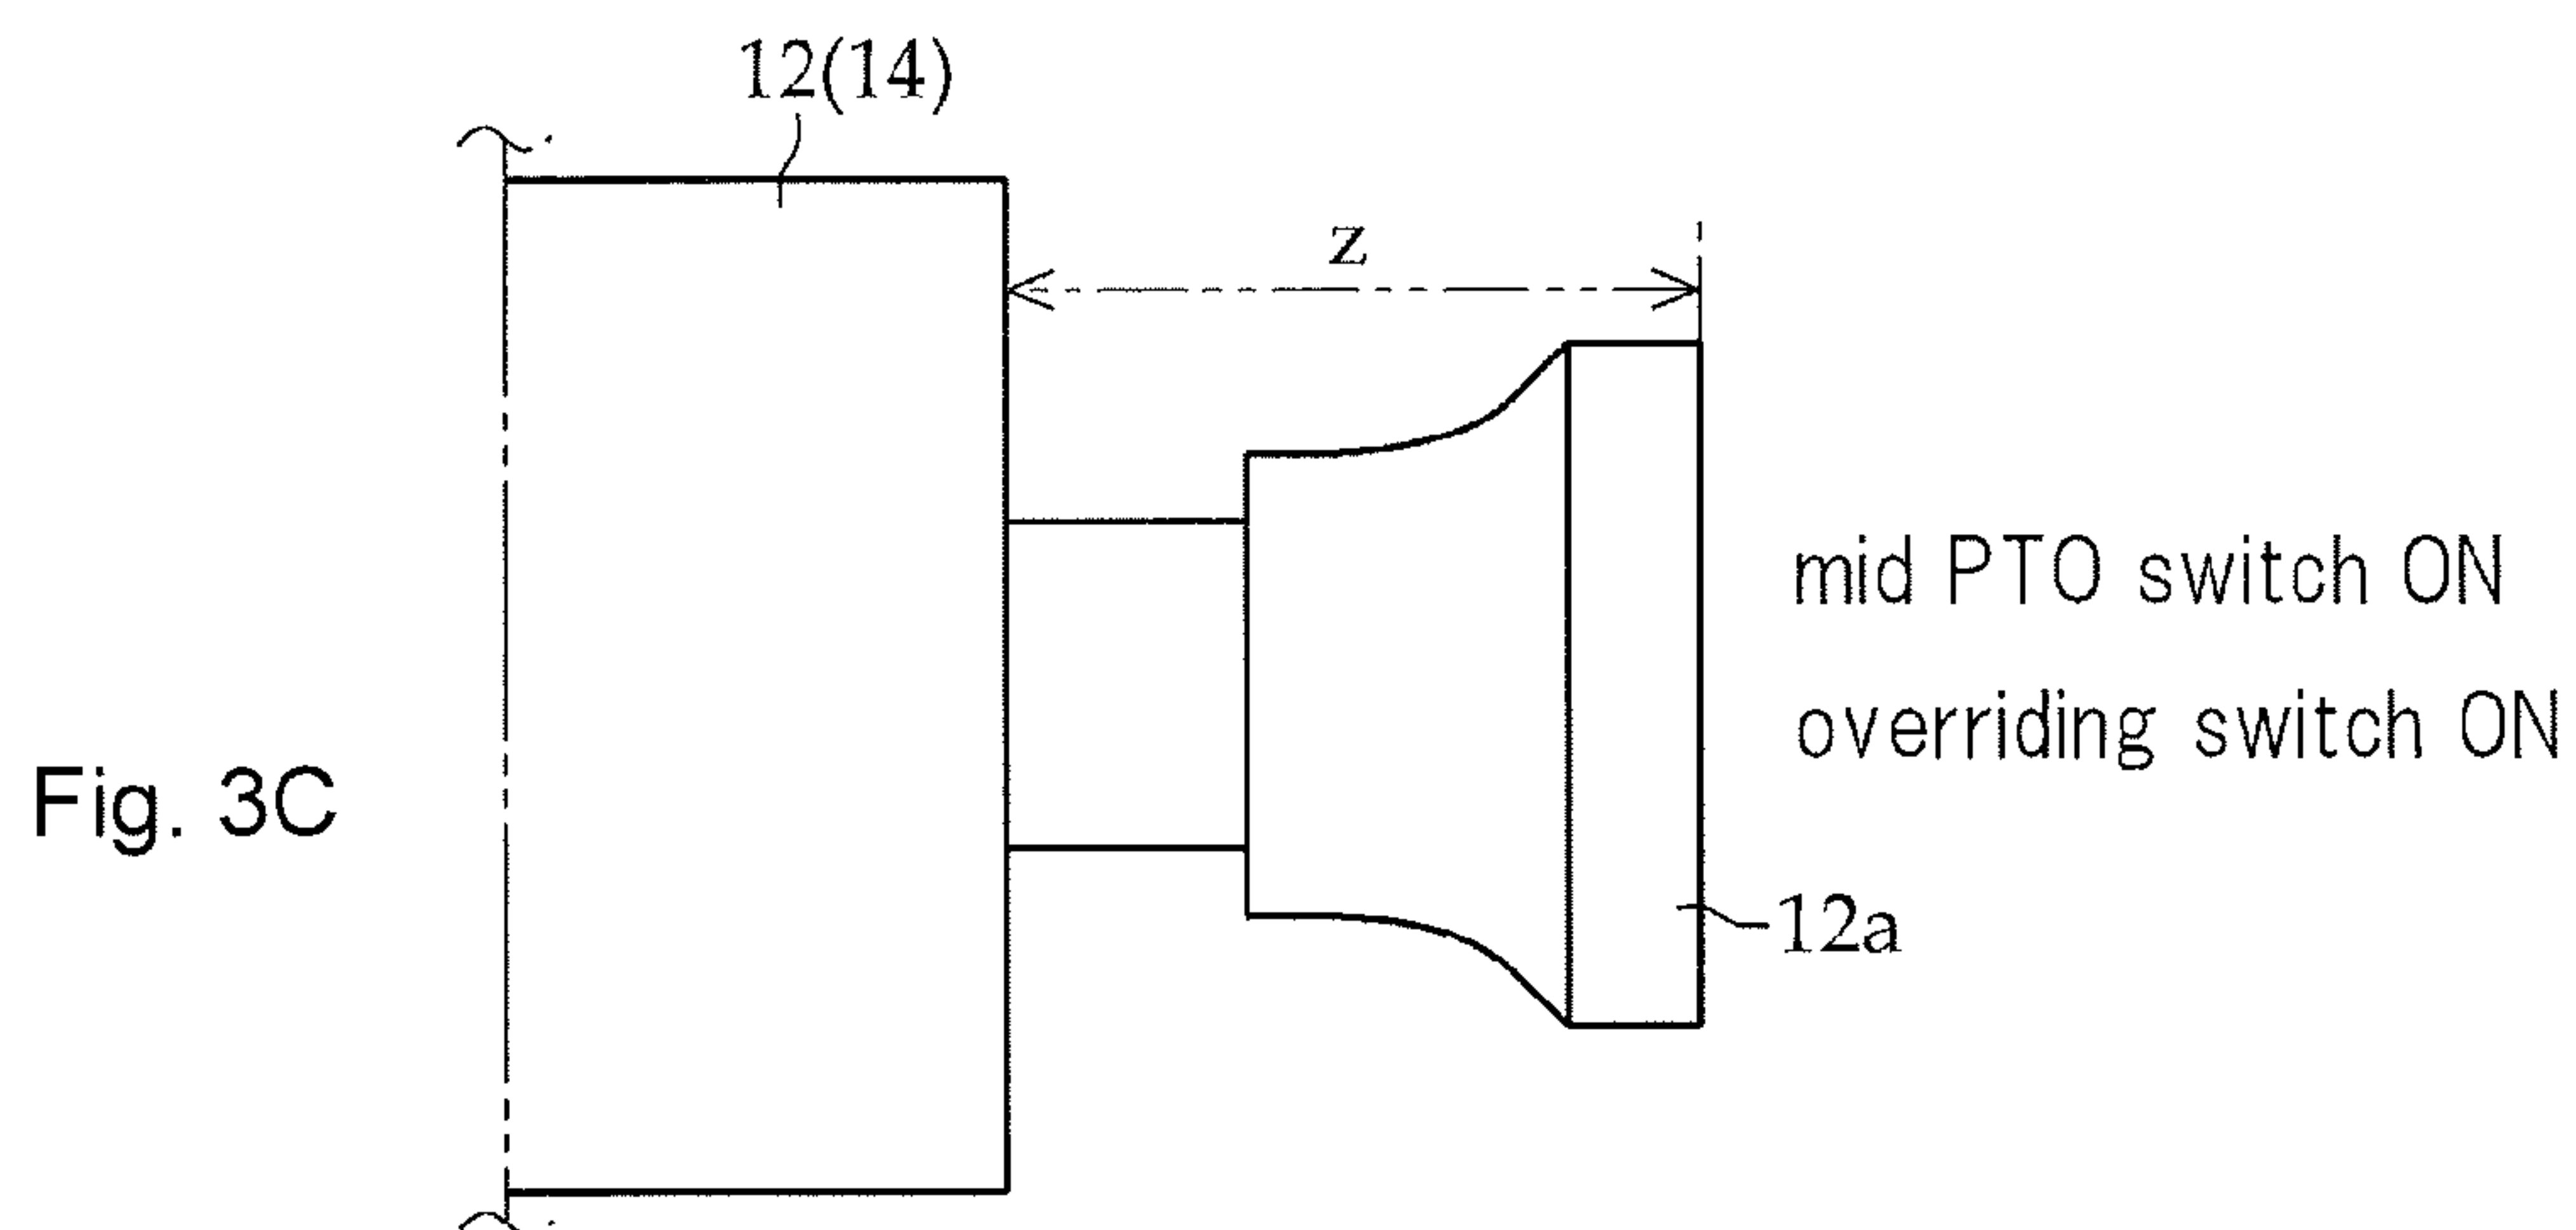 12(14)
z
mid PTO switch ON
overriding switch ON
Fig. 3C
12a